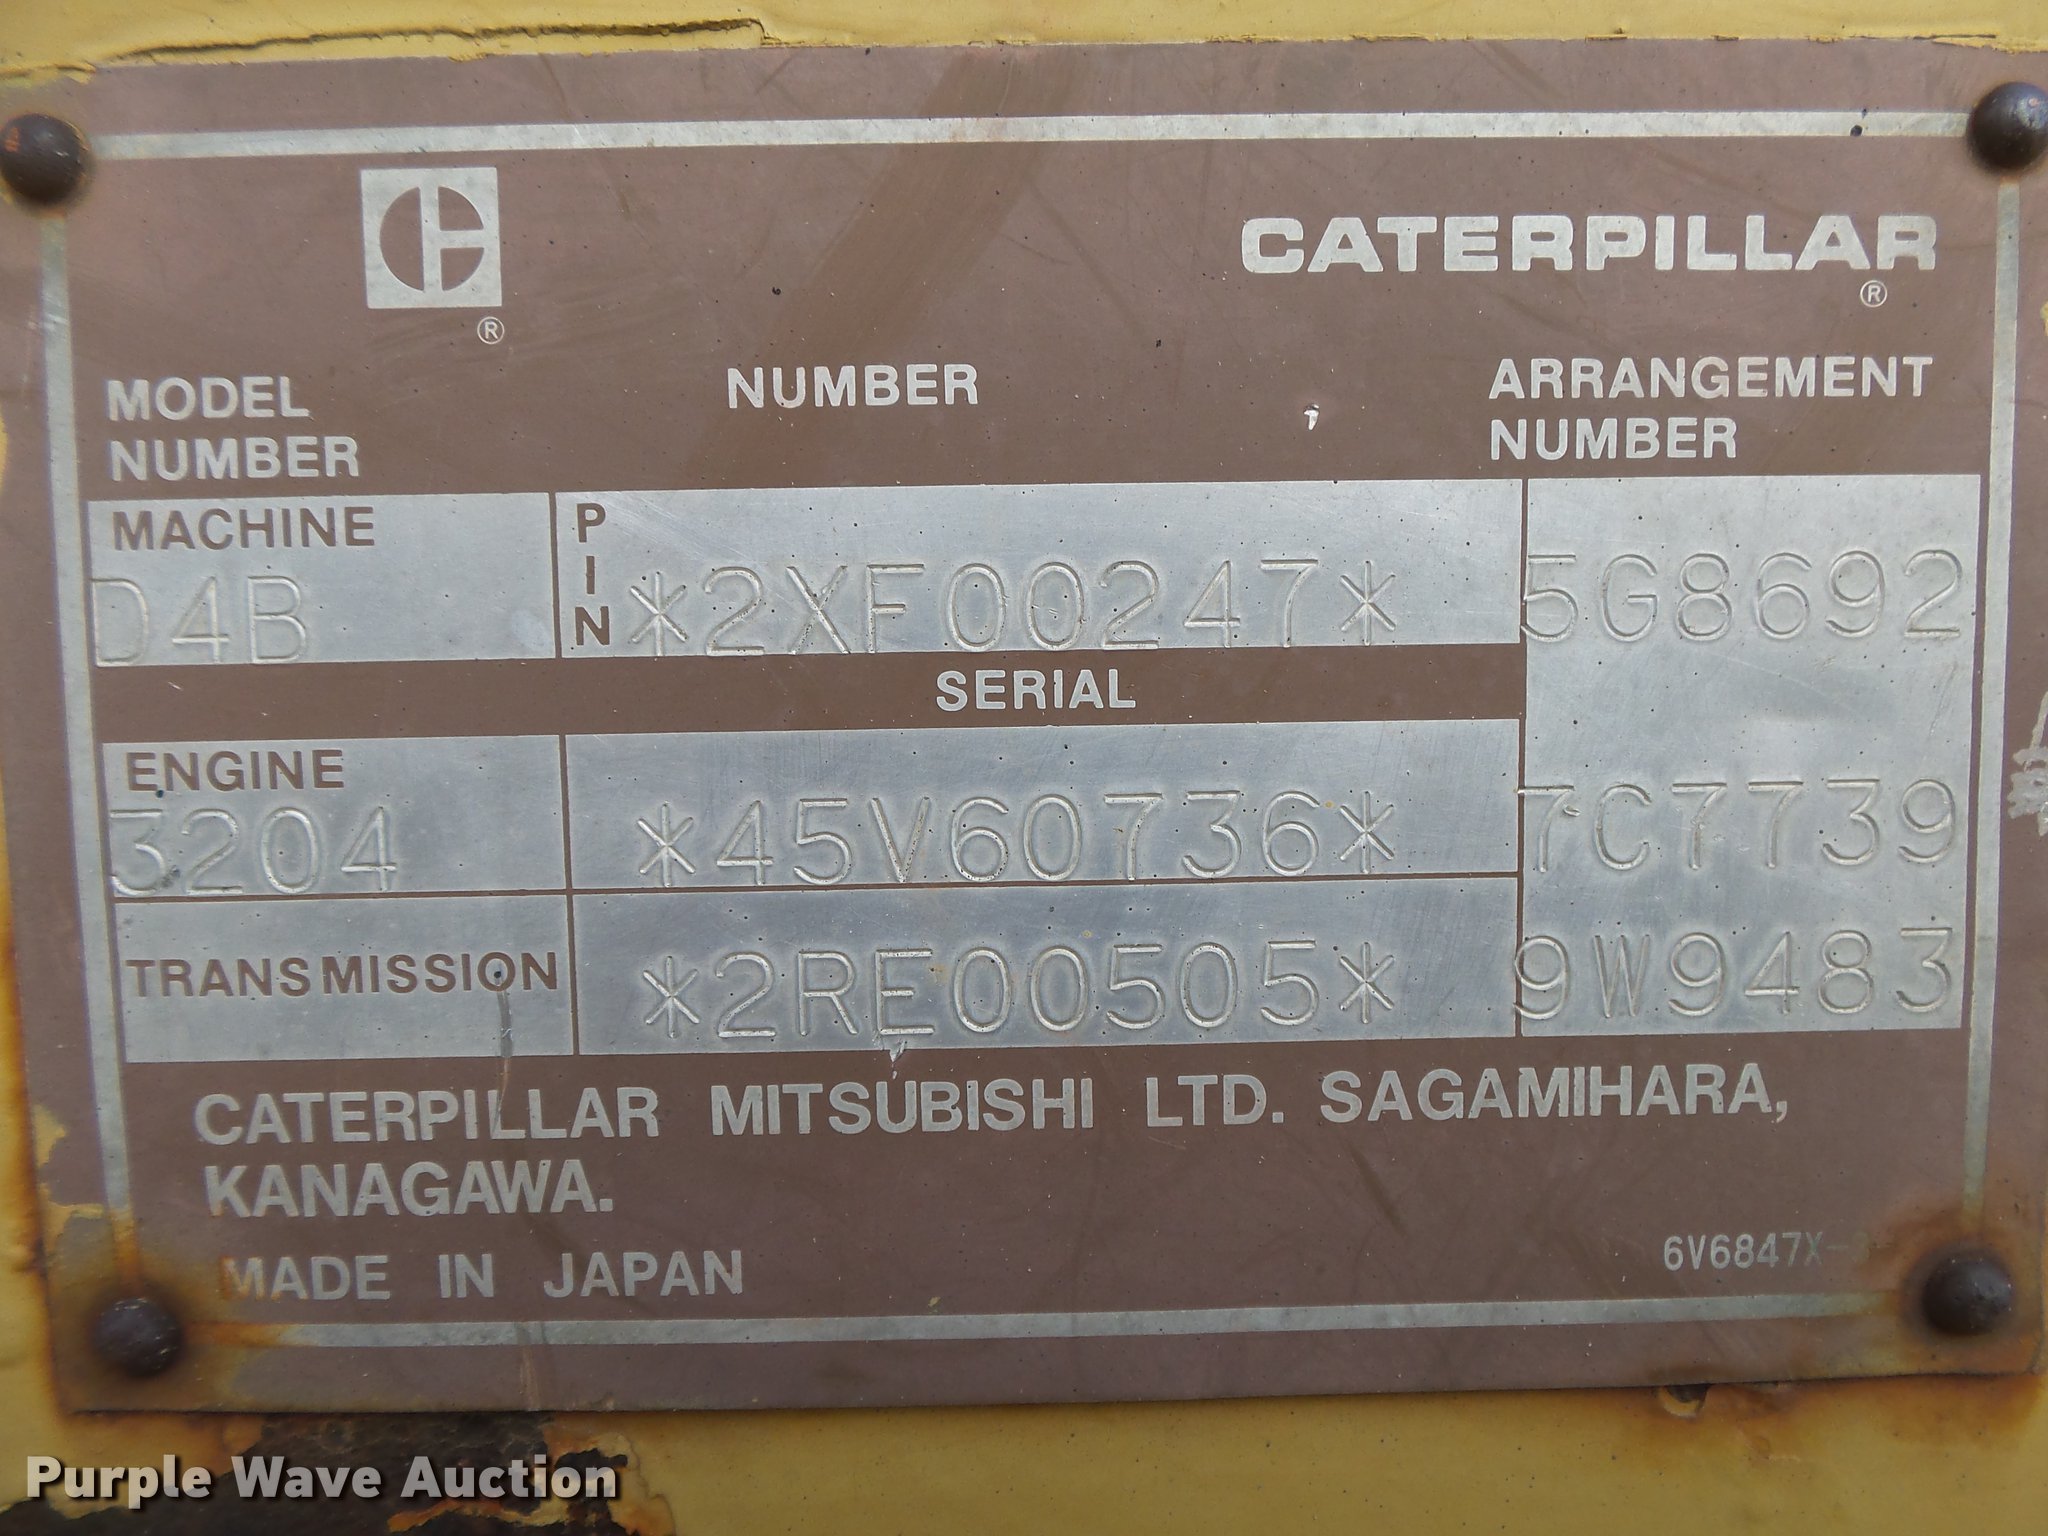 CATERPILLAR
®
®
MODEL NUMBER
NUMBER
ARRANGEMENT NUMBER
MACHINE
D4B
PIN
*2XF00247*
5G8692
SERIAL
ENGINE
3204
*45V60736*
7C7739
TRANSMISSION
*2RE00505*
9W9483
CATERPILLAR MITSUBISHI LTD. SAGAMIHARA,
KANAGAWA.
MADE IN JAPAN
6V6847X
Purple Wave Auction